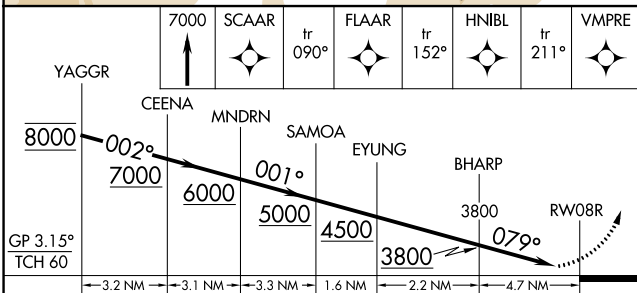 7000 SCAAR tr 090° FLAAR tr 152° HNIBL tr 211° VMPRE
YAGGR
CEENA
MNDRN
SAMOA
EYUNG
BHARP
RW08R
8000
002°
7000
6000
001°
5000
4500
3800
3800
079°
GP 3.15°
TCH 60
3.2 NM 3.1 NM 3.3 NM 1.6 NM 2.2 NM 4.7 NM